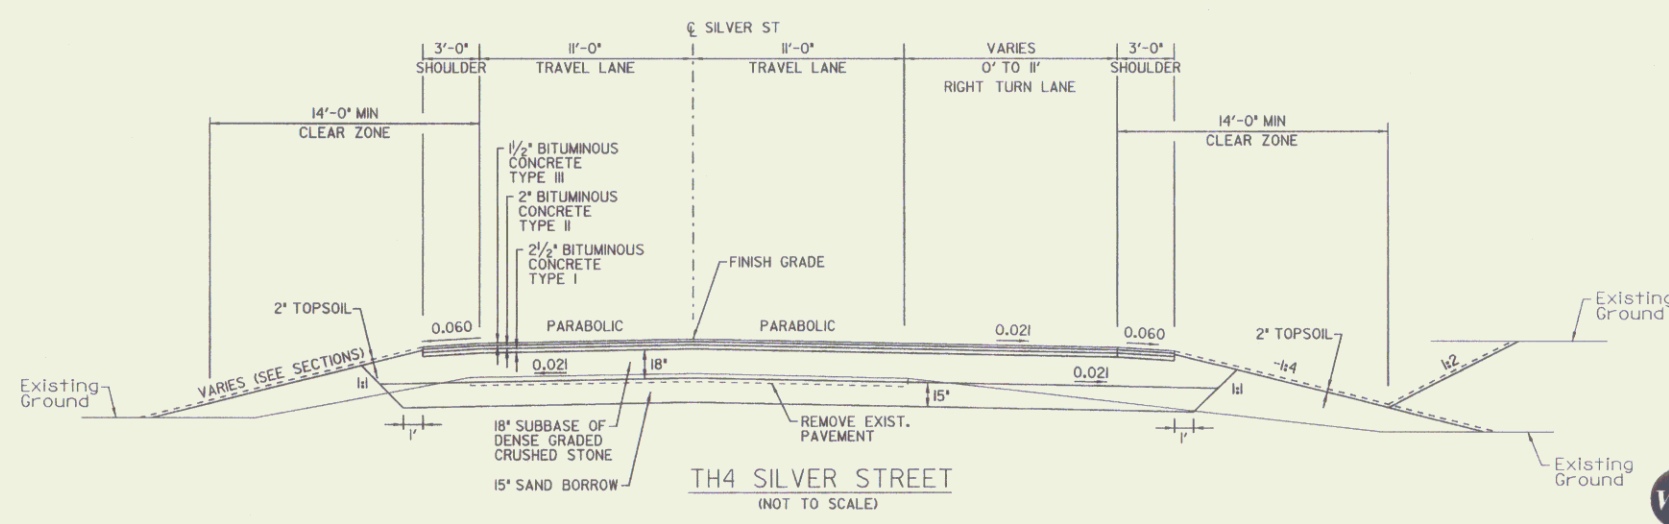 ℄ SILVER ST
3'-0"
SHOULDER
11'-0"
TRAVEL LANE
11'-0"
TRAVEL LANE
VARIES
0' TO 11'
RIGHT TURN LANE
3'-0"
SHOULDER
14'-0" MIN
CLEAR ZONE
14'-0" MIN
CLEAR ZONE
1½" BITUMINOUS
CONCRETE
TYPE III
2" BITUMINOUS
CONCRETE
TYPE II
2½" BITUMINOUS
CONCRETE
TYPE I
FINISH GRADE
2" TOPSOIL
0.060
PARABOLIC
PARABOLIC
0.021
0.060
2" TOPSOIL
Existing
Ground
VARIES (SEE SECTIONS)
1:1
0.021
18"
0.021
1:1
~1:4
1:2
Existing
Ground
15"
1'
18" SUBBASE OF
DENSE GRADED
CRUSHED STONE
REMOVE EXIST.
PAVEMENT
1'
15" SAND BORROW
Existing
Ground
TH4 SILVER STREET
(NOT TO SCALE)